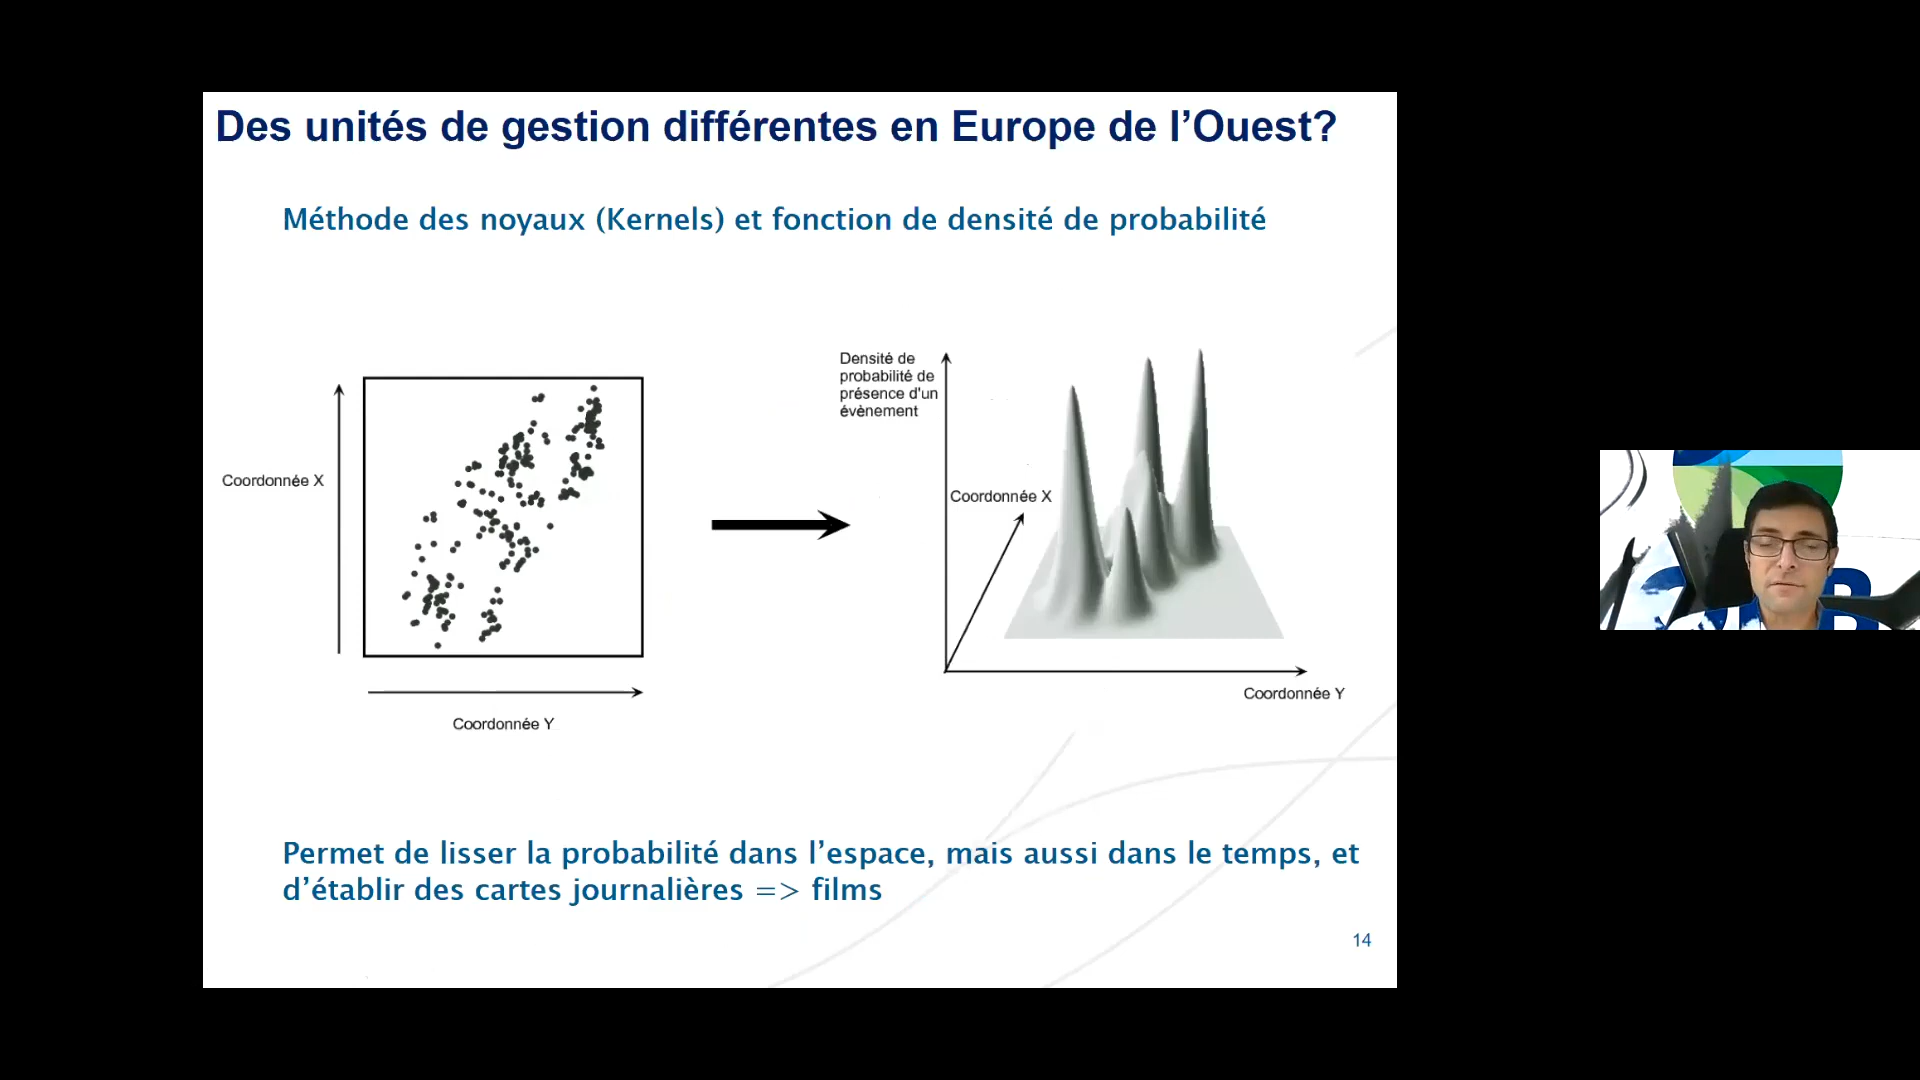 Des unités de gestion différentes en Europe de l’Ouest?
Méthode des noyaux (Kernels) et fonction de densité de probabilité
Coordonnée X
Coordonnée Y
Densité de
probabilité de
présence d'un
évènement
Coordonnée X
Coordonnée Y
Permet de lisser la probabilité dans l’espace, mais aussi dans le temps, et
d’établir des cartes journalières => films
14